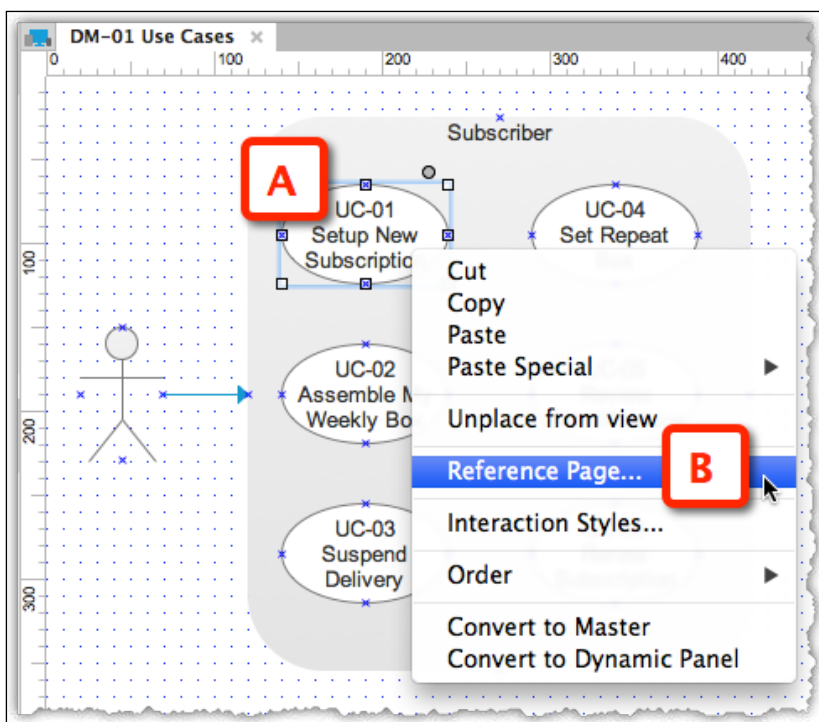 DM-01 Use Cases
0 100 200 300 400
Subscriber
A
UC-01
Setup New
Subscriptio
UC-04
Set Repeat
100
Cut
Copy
Paste
Paste Special
UC-02
Assemble M
Weekly Bo
Unplace from view
200
Reference Page...
B
Interaction Styles...
UC-03
Suspend
Delivery
Order
300
Convert to Master
Convert to Dynamic Panel